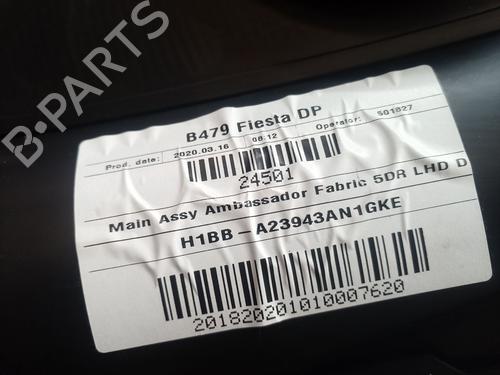 B-PARTS
B479 Fiesta DP
Prod. date: 2020.03.16 08:12 Operator: 501827
24501
Main Assy Ambassador Fabric 5DR LHD D
H1BB - A23943AN1GKE
201820201010007620